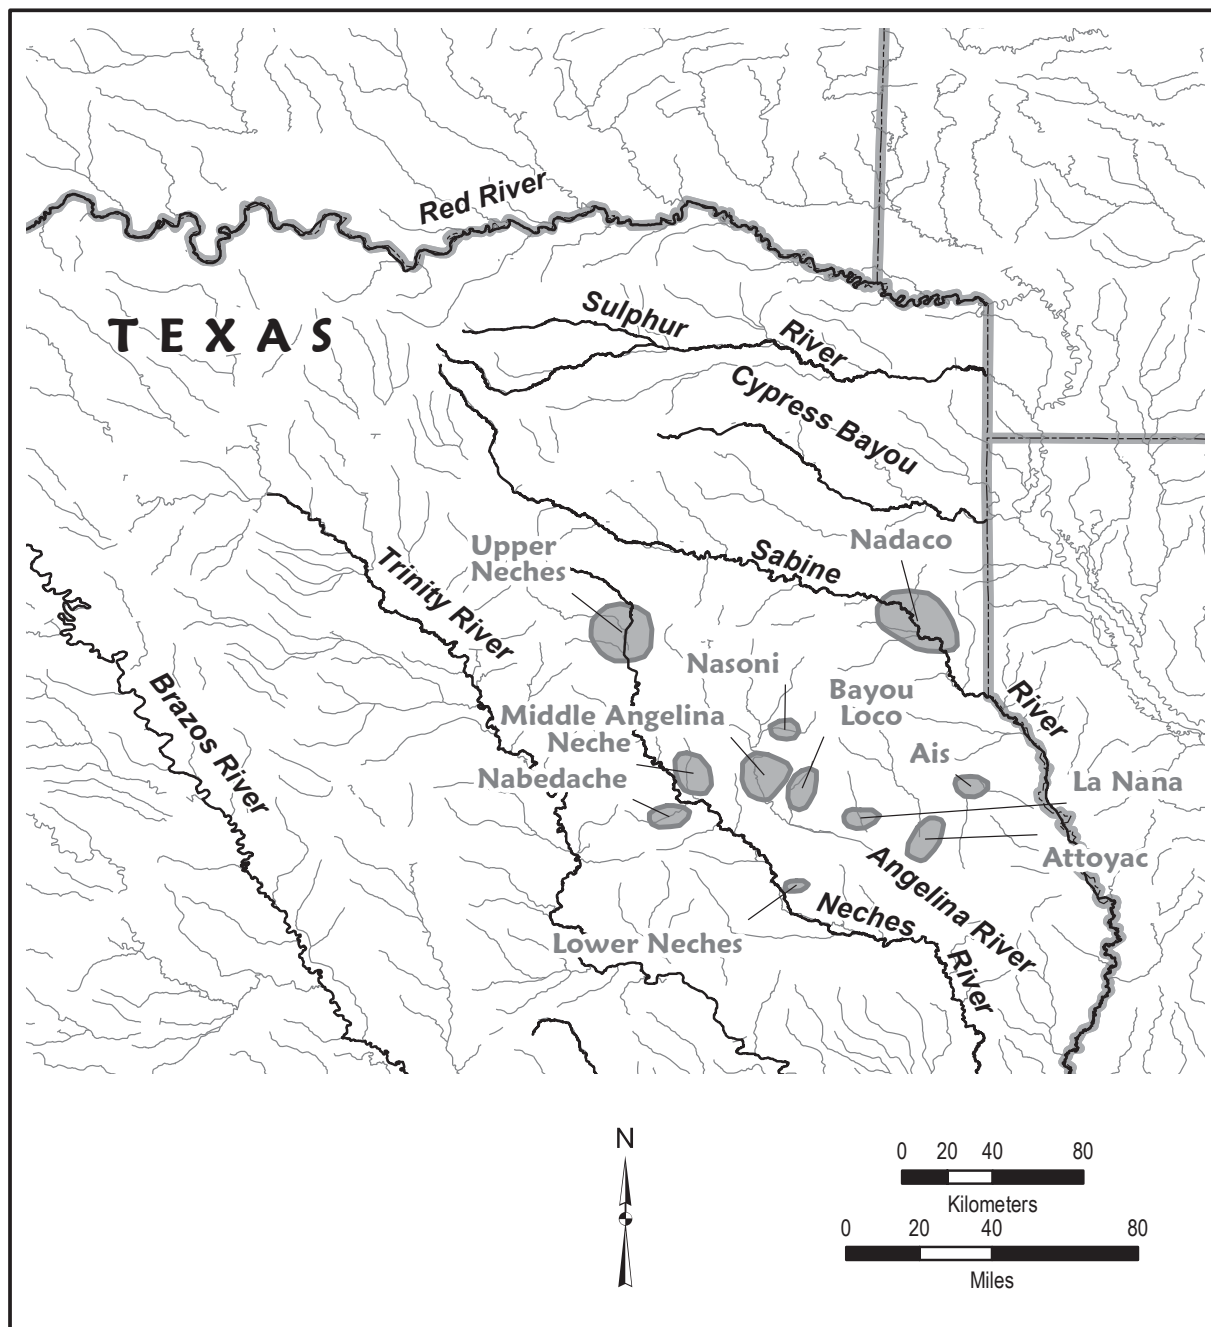 Red River
TEXAS
Sulphur
River
Cypress Bayou
Nadaco
Sabine
Upper
Neches
Trinity River
Nasoni
Bayou
Loco
River
Brazos River
Middle Angelina
Neche
Nabedache
Ais
La Nana
Attoyac
Angelina River
Neches
River
Lower Neches
N
0 20 40 80
Kilometers
0 20 40 80
Miles